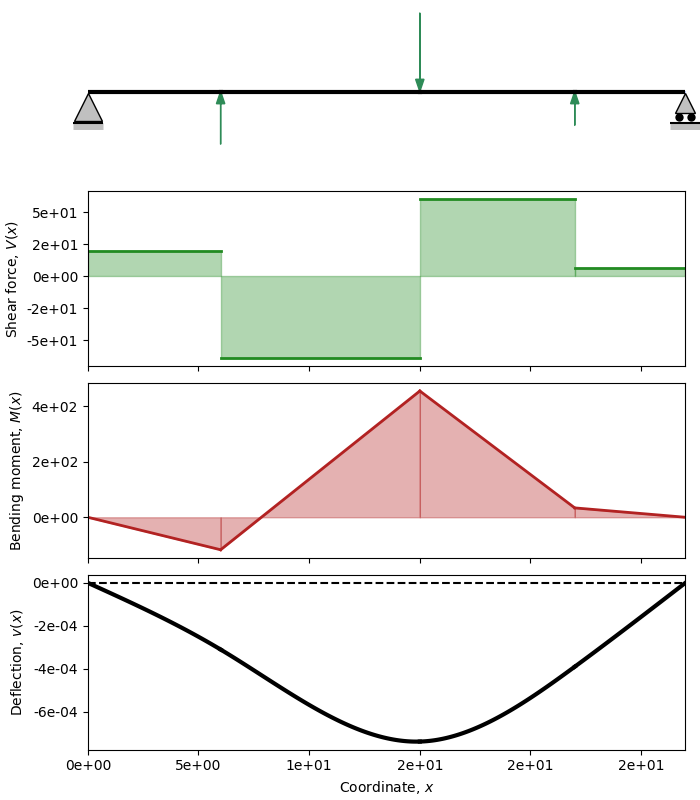 5e+01
2e+01
0e+00
-2e+01
-5e+01
Shear force, V(x)
4e+02
2e+02
0e+00
Bending moment, M(x)
0e+00
-2e-04
-4e-04
-6e-04
Deflection, v(x)
0e+00 5e+00 1e+01 2e+01 2e+01 2e+01
Coordinate, x